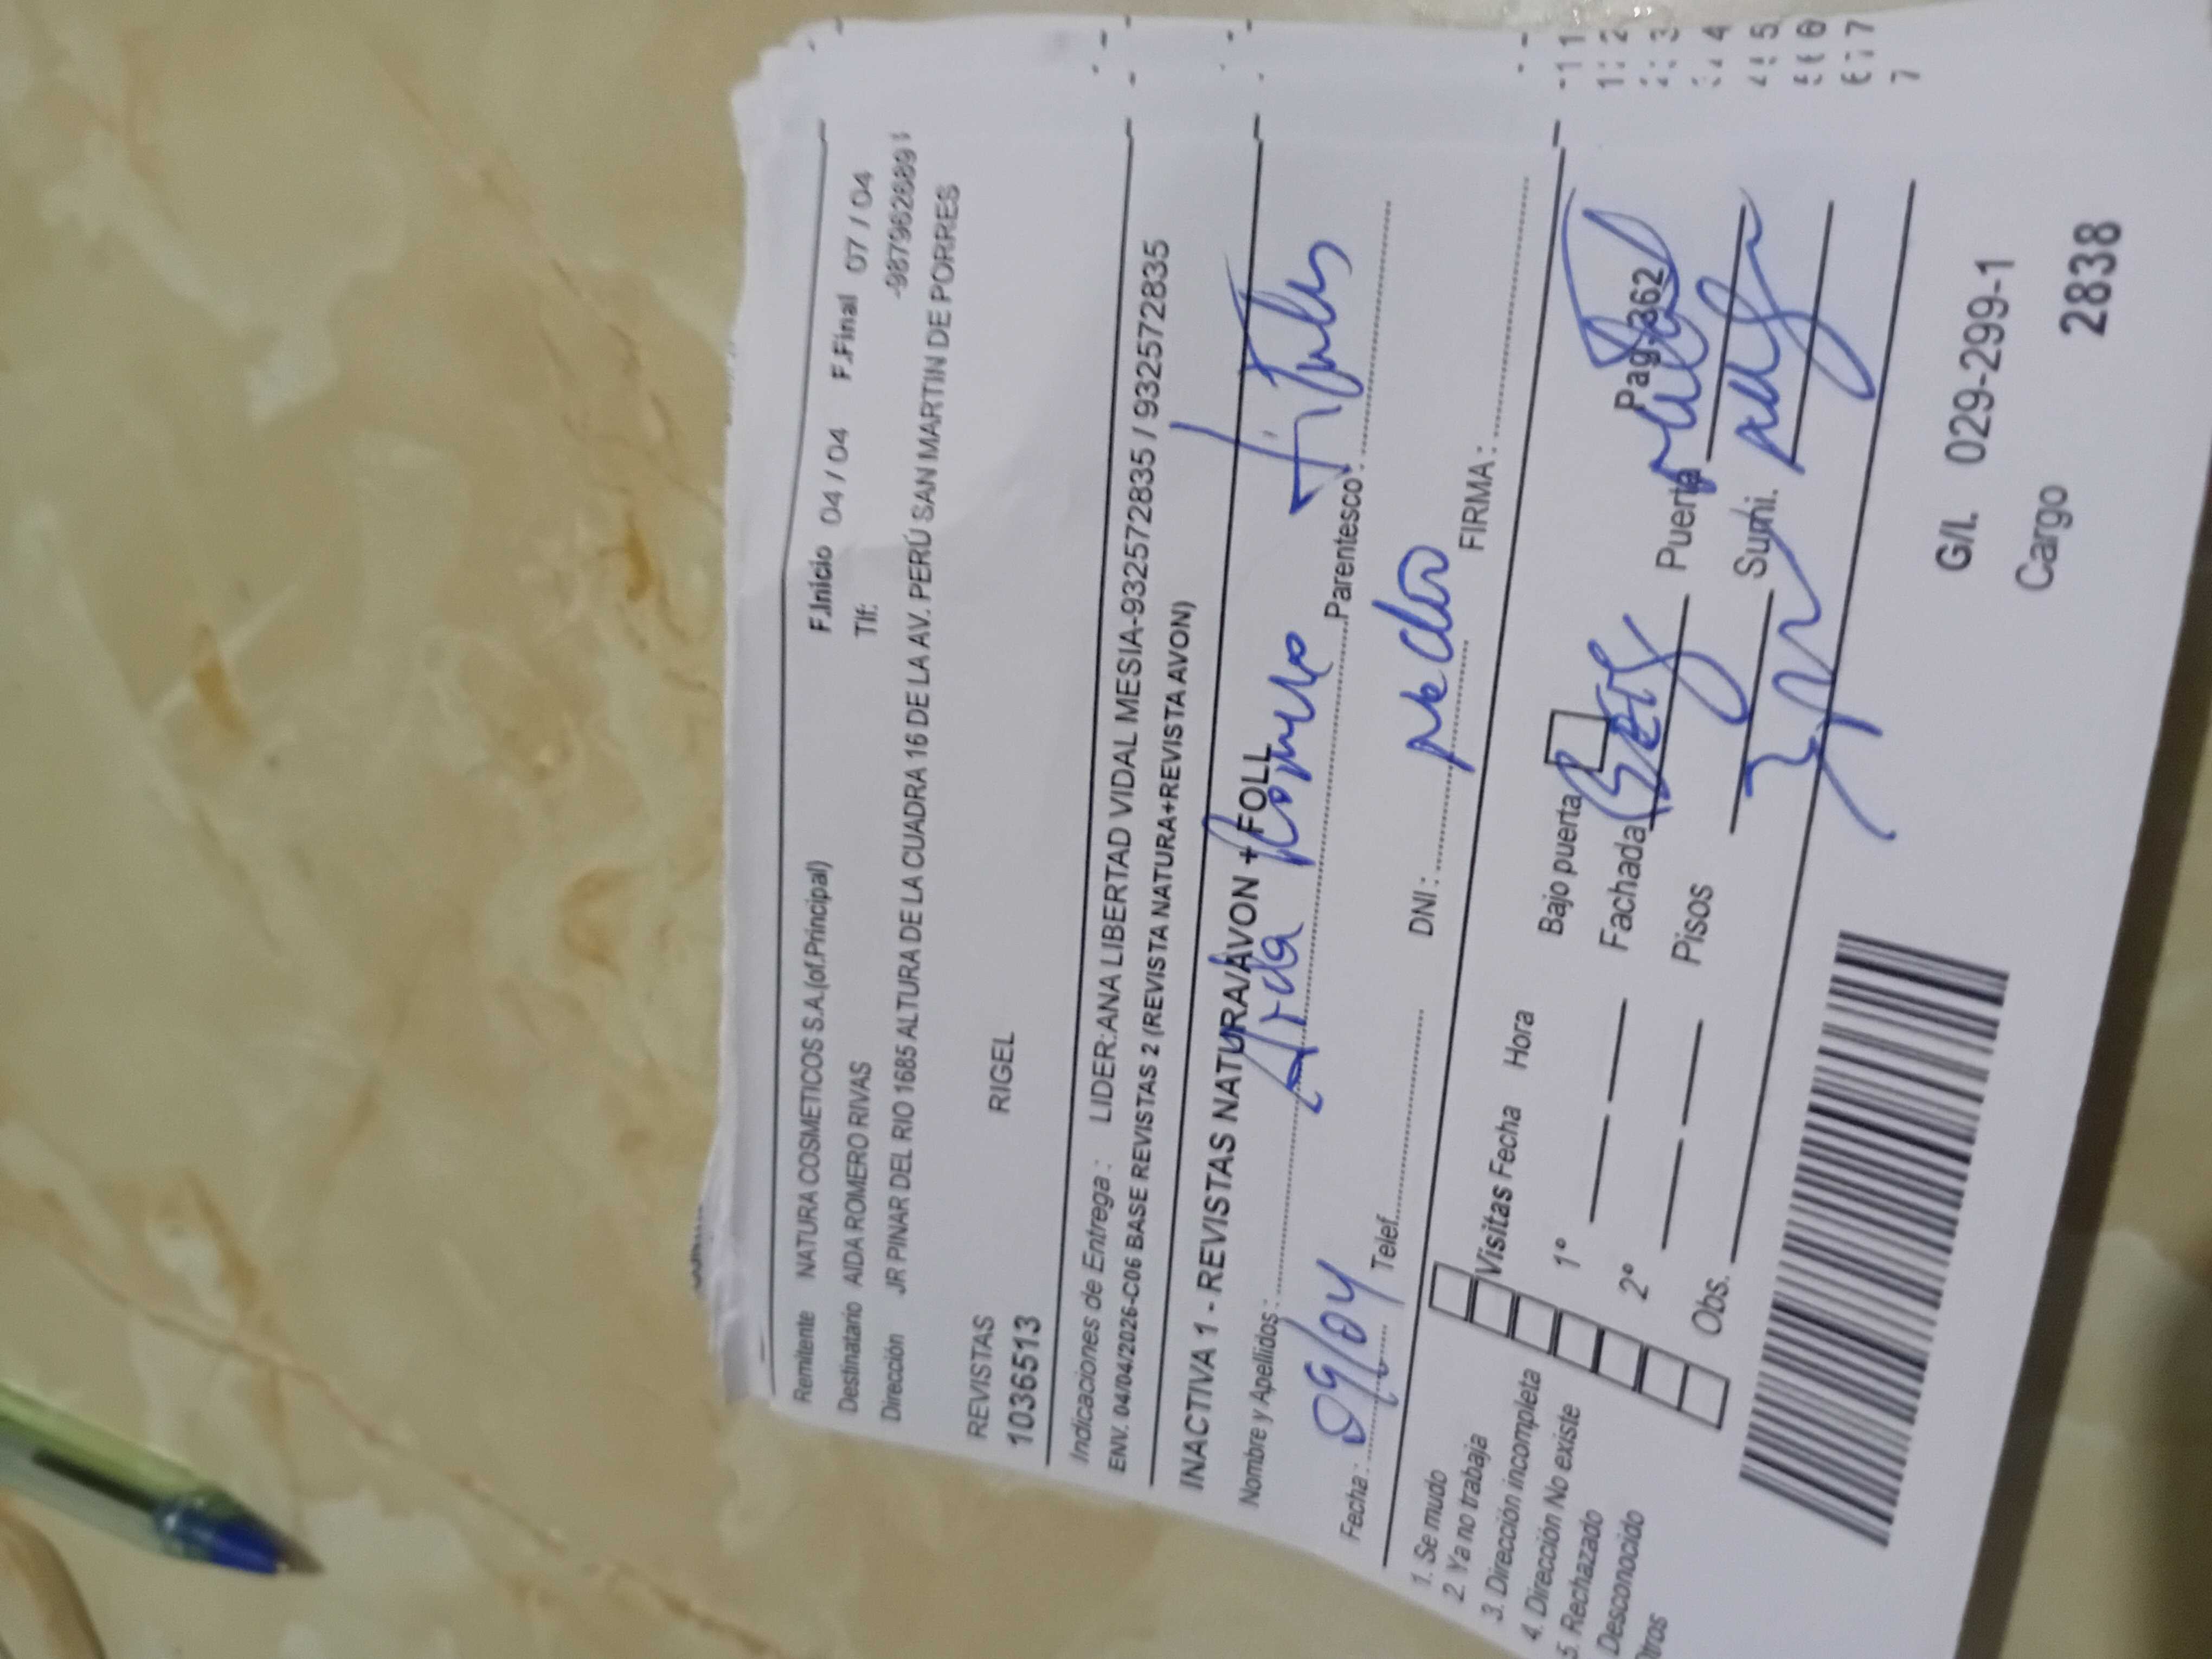 Remitente NATURA COSMETICOS S.A.(of.Principal) F.Inicio 04 / 04 F.Final 07 / 04
Destinatario AIDA ROMERO RIVAS Tlf:
Dirección JR PINAR DEL RIO 1685 ALTURA DE LA CUADRA 16 DE LA AV. PERÚ SAN MARTIN DE PORRES
REVISTAS RIGEL
1036513
Indicaciones de Entrega : LIDER:ANA LIBERTAD VIDAL MESIA-932572835 / 932572835
ENV. 04/04/2026-C06 BASE REVISTAS 2 (REVISTA NATURA+REVISTA AVON)
INACTIVA 1 - REVISTAS NATURA/AVON + FOLL
Nombre y Apellidos : Aida Romero Parentesco :
Fecha : 09/04 Telef. DNI : FIRMA :
1. Se mudo
2. Ya no trabaja
3. Dirección incompleta
4. Dirección No existe
5. Rechazado
Desconocido
Otros
Visitas Fecha Hora
1º
2º
Obs.
Bajo puerta
Fachada Puerta
Pisos Sumi.
Pag-362
G/L 029-299-1
Cargo
2838